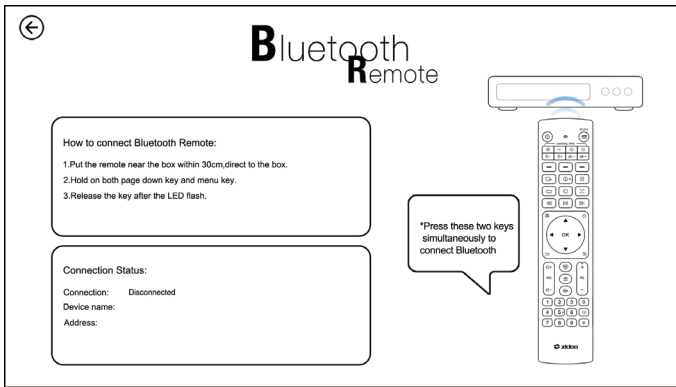 Bluetooth
Remote
How to connect Bluetooth Remote:
1.Put the remote near the box within 30cm,direct to the box.
2.Hold on both page down key and menu key.
3.Release the key after the LED flash.
*Press these two keys
simultaneously to
connect Bluetooth
Connection Status:
Connection: Disconnected
Device name:
Address:
OK
1 2 3 0
4 5 6
7 8 9
zidoo